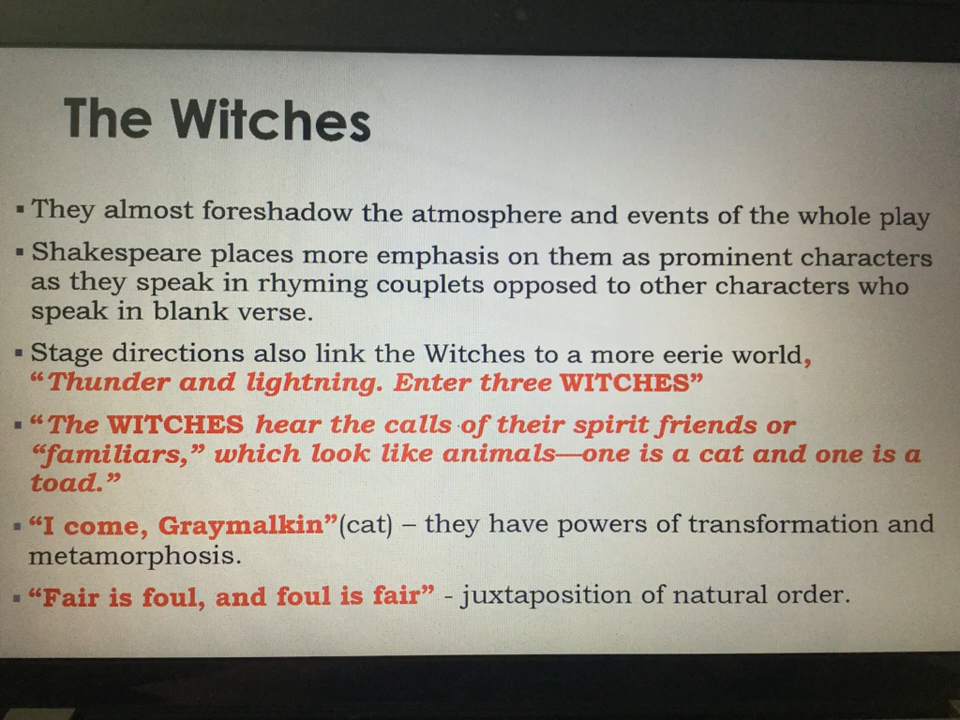 The Witches
▪ They almost foreshadow the atmosphere and events of the whole play
▪ Shakespeare places more emphasis on them as prominent characters
as they speak in rhyming couplets opposed to other characters who
speak in blank verse.
▪ Stage directions also link the Witches to a more eerie world,
“Thunder and lightning. Enter three WITCHES”
▪ “The WITCHES hear the calls of their spirit friends or
“familiars,” which look like animals—one is a cat and one is a
toad.”
▪ “I come, Graymalkin”(cat) – they have powers of transformation and
metamorphosis.
▪ “Fair is foul, and foul is fair” - juxtaposition of natural order.